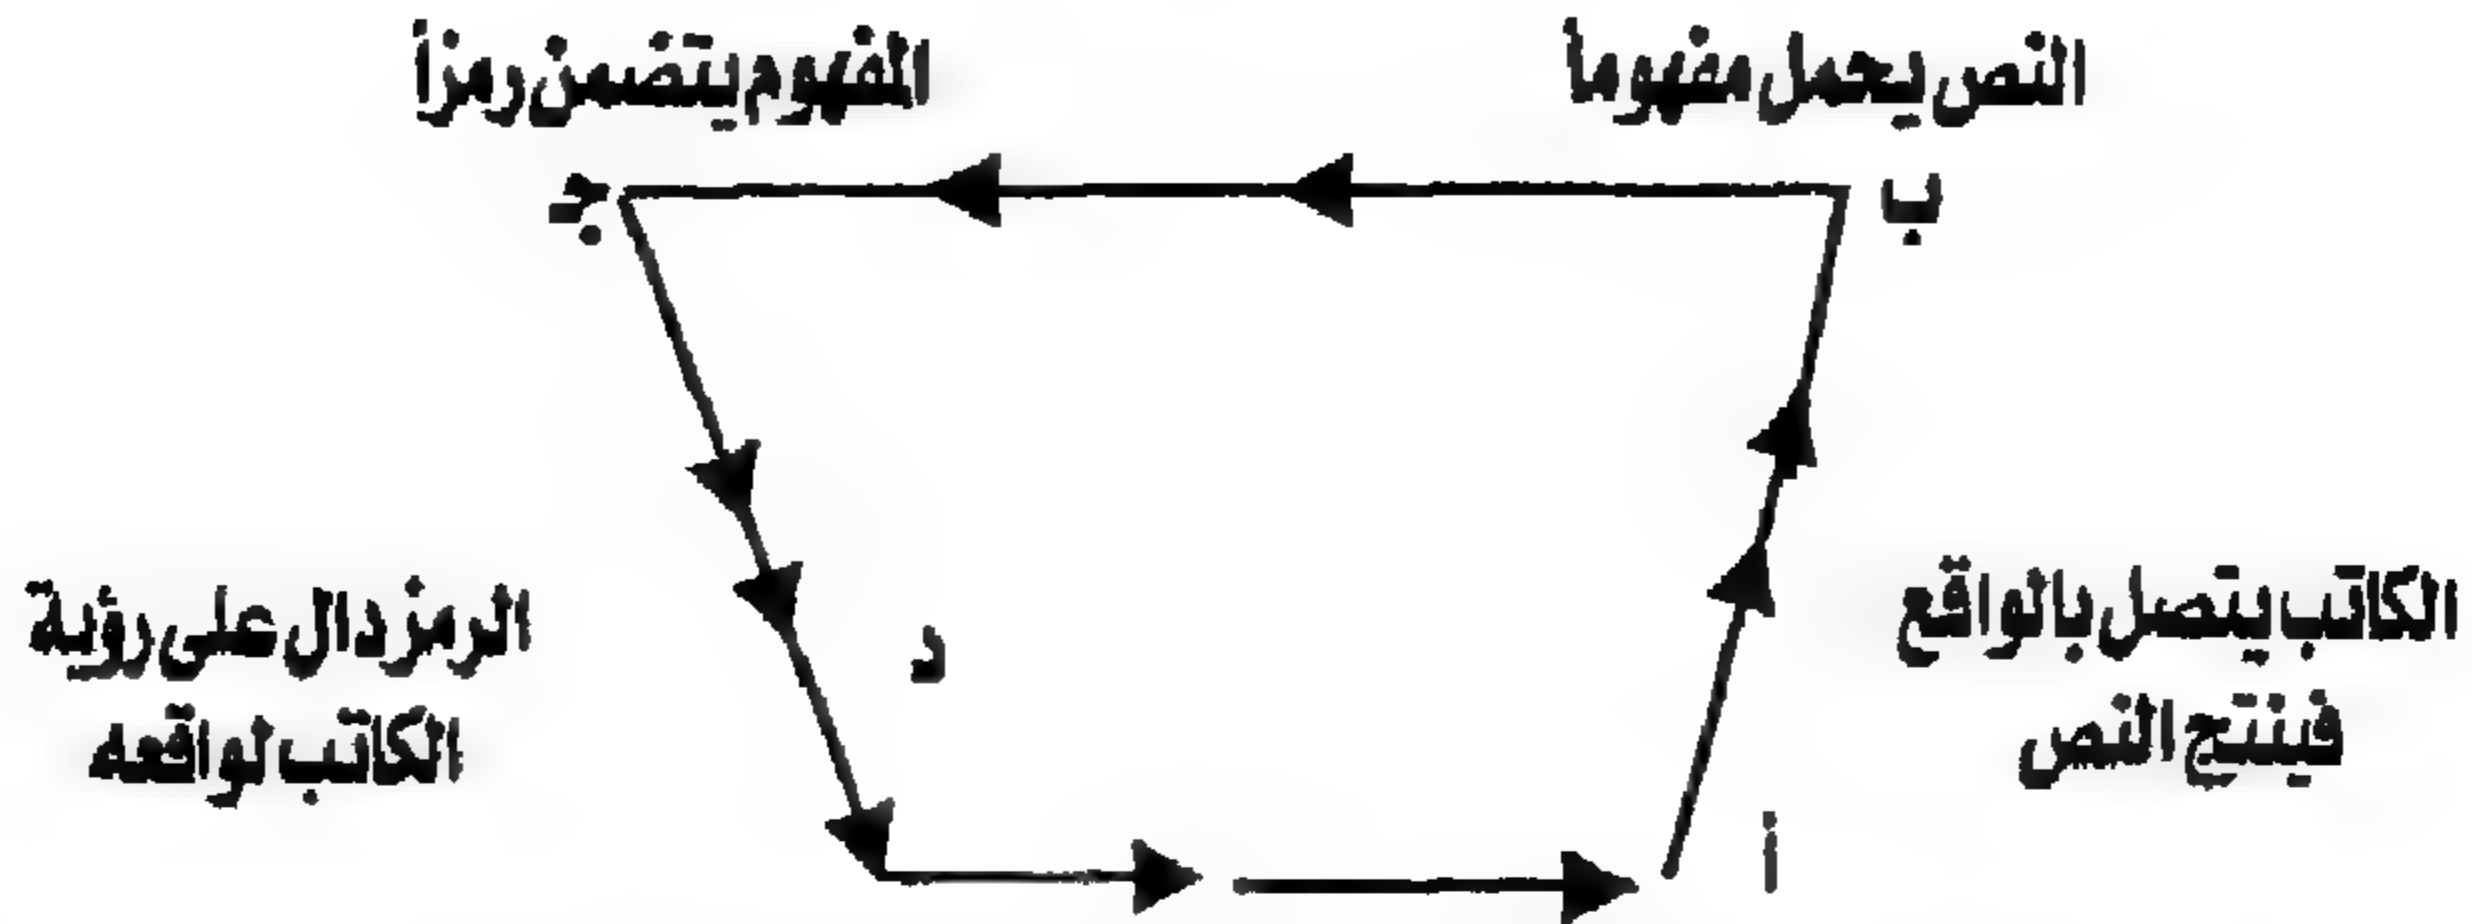 النص يحمل مفهوماً
المفهوم يتضمن رمزاً
ب
جـ
الكاتب يتصل بالواقع
فينتج النص
الرمز دال على رؤية
الكاتب لواقعه
د
أ